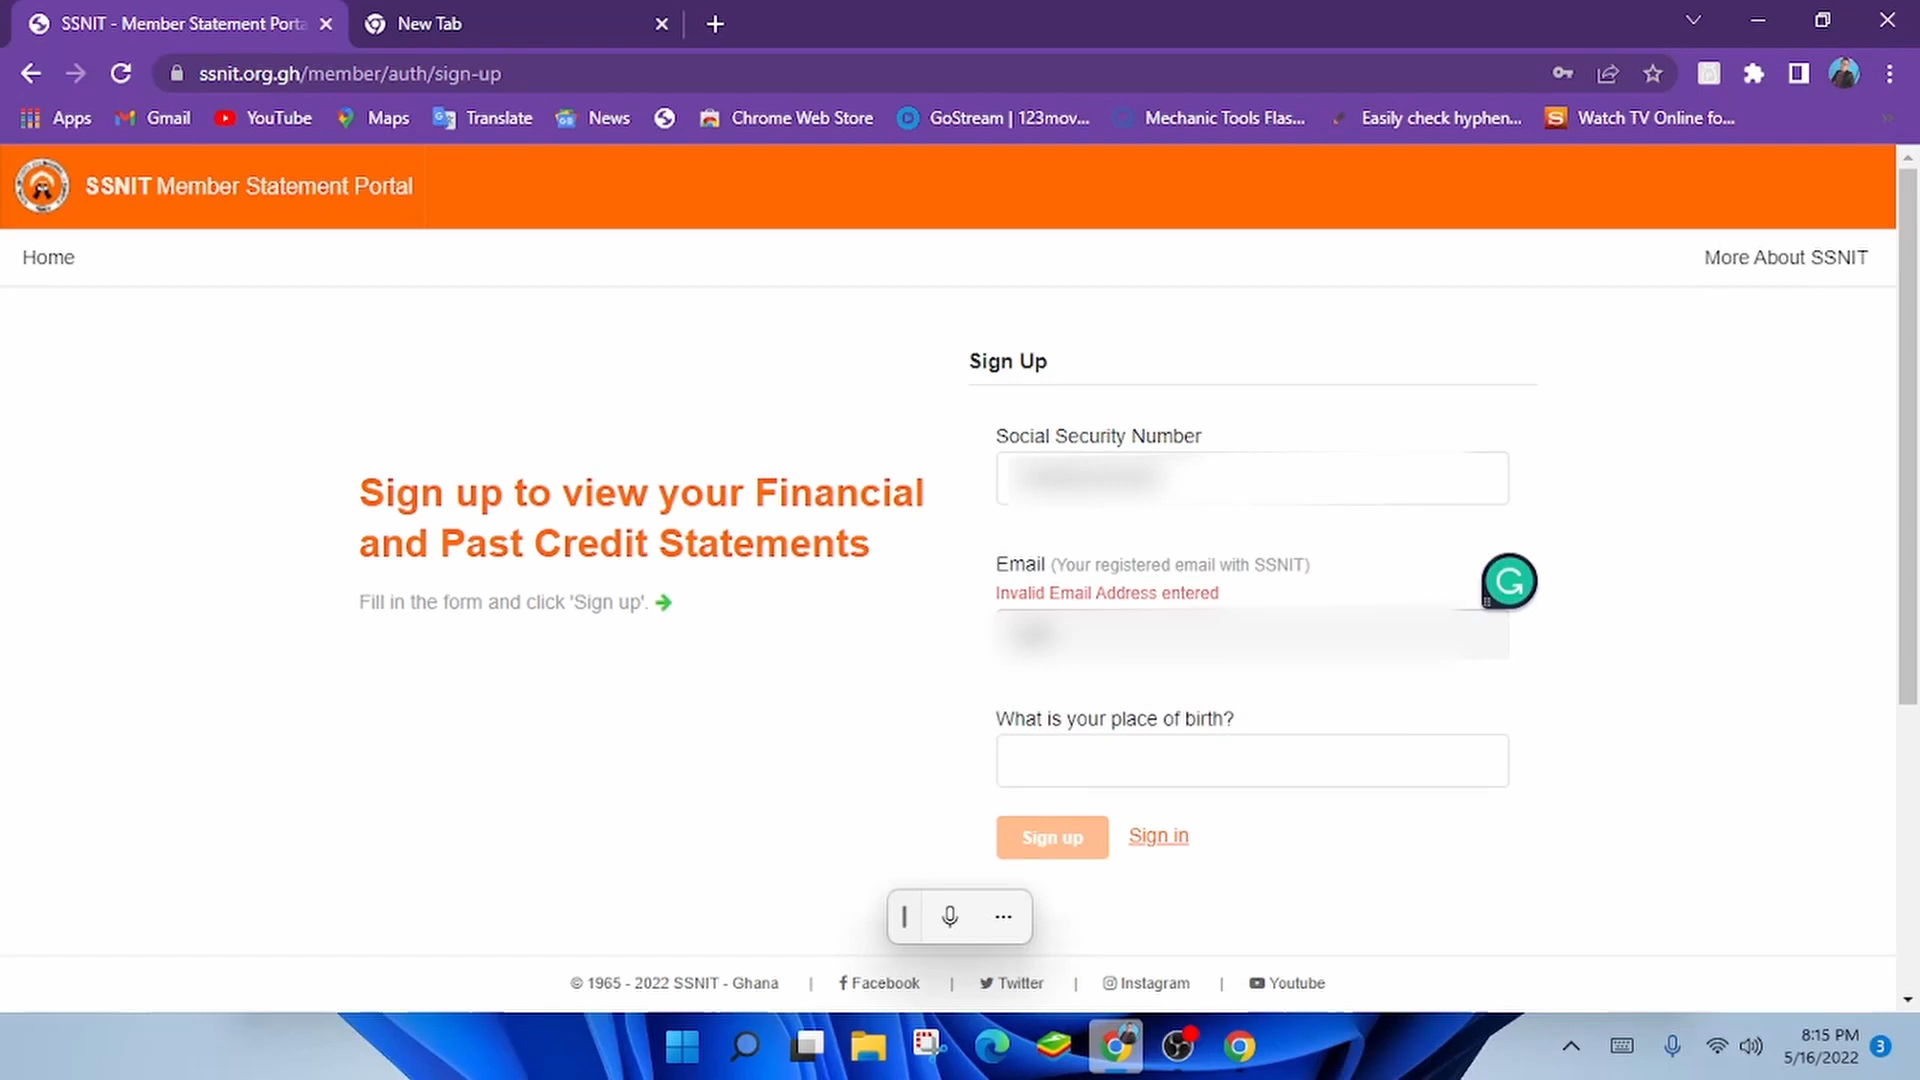 SSNIT - Member Statement Porta
New Tab
ssnit.org.gh/member/auth/sign-up
Apps
Gmail
YouTube
Maps
Translate
News
Chrome Web Store
GoStream | 123mov...
Mechanic Tools Flas...
Easily check hyphen...
Watch TV Online fo...
SSNIT Member Statement Portal
Home
More About SSNIT
Sign up to view your Financial
and Past Credit Statements
Fill in the form and click 'Sign up'.
Sign Up
Social Security Number
Email (Your registered email with SSNIT)
Invalid Email Address entered
What is your place of birth?
Sign up
Sign in
© 1965 - 2022 SSNIT - Ghana | Facebook | Twitter | Instagram | Youtube
8:15 PM
5/16/2022
3